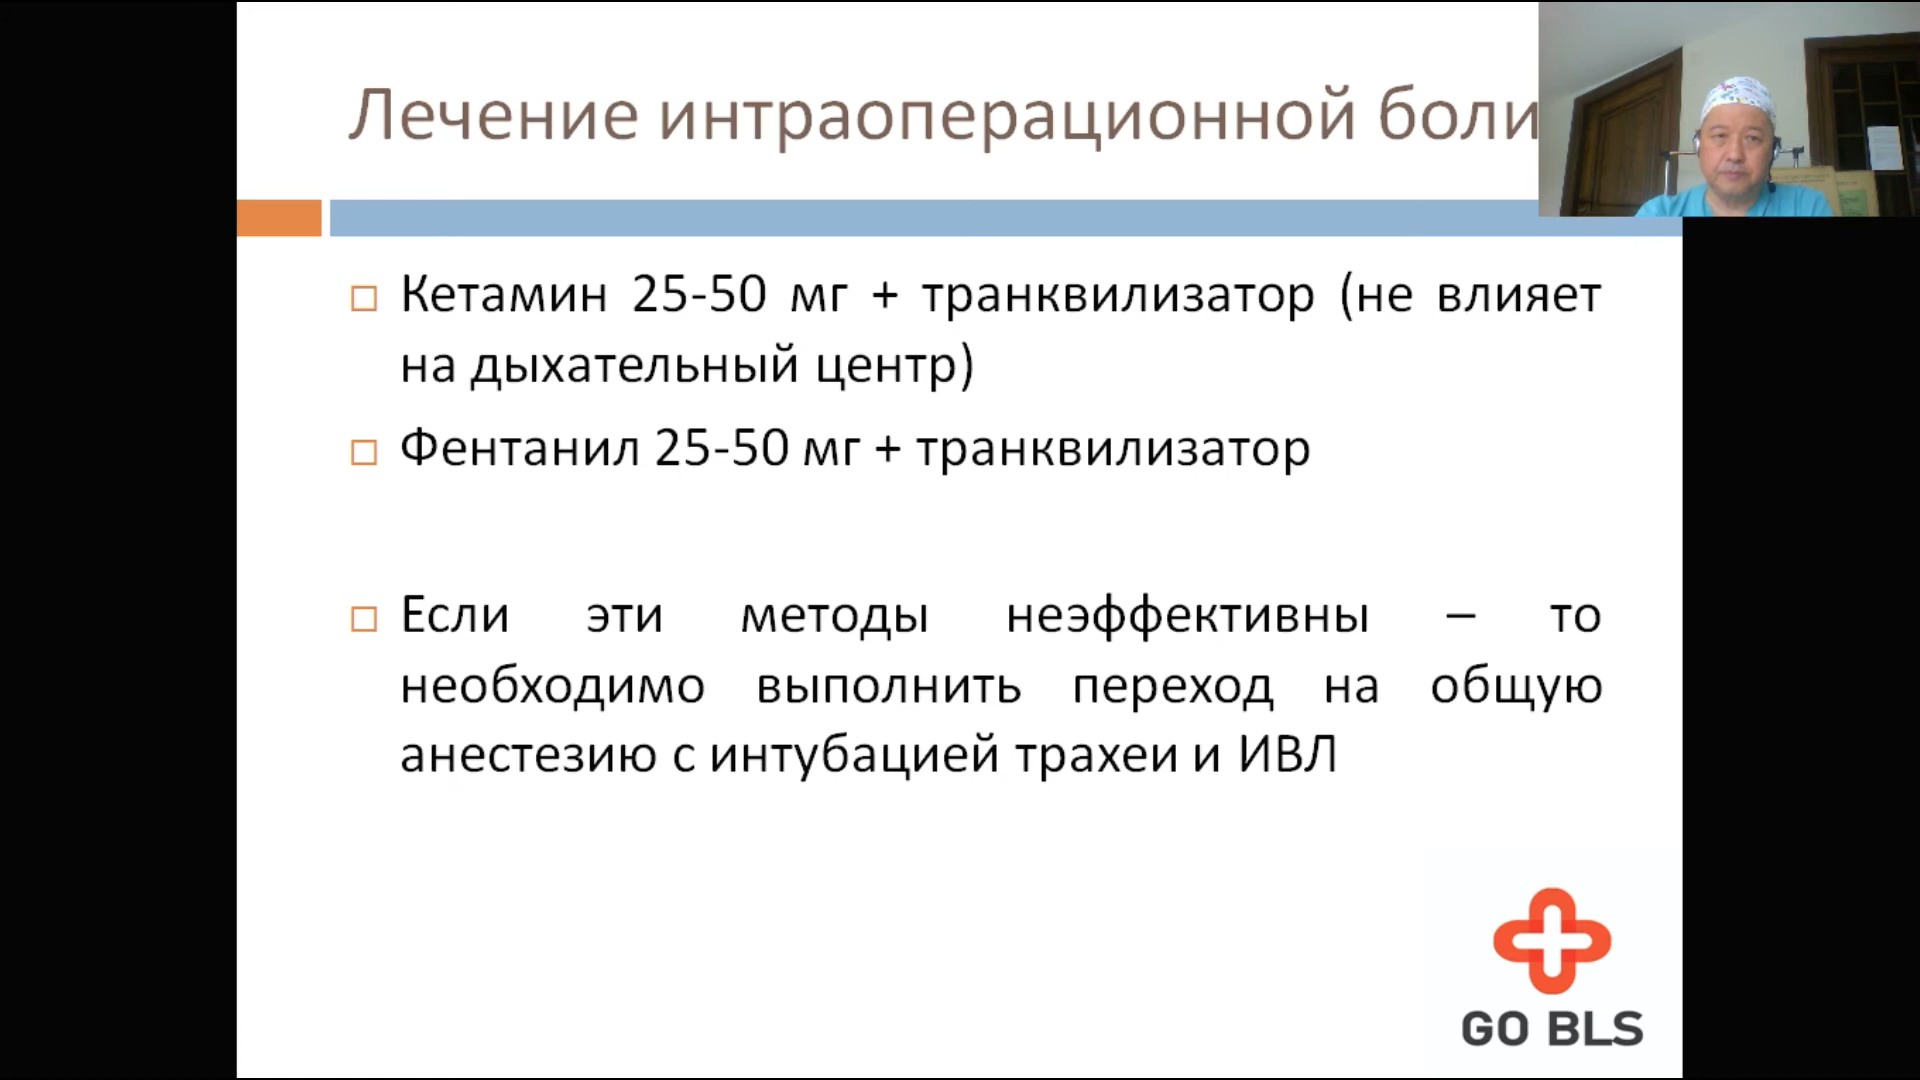 Лечение интраоперационной боли
Кетамин 25-50 мг + транквилизатор (не влияет
на дыхательный центр)
Фентанил 25-50 мг + транквилизатор
Если эти методы неэффективны – то
необходимо выполнить переход на общую
анестезию с интубацией трахеи и ИВЛ
GO BLS